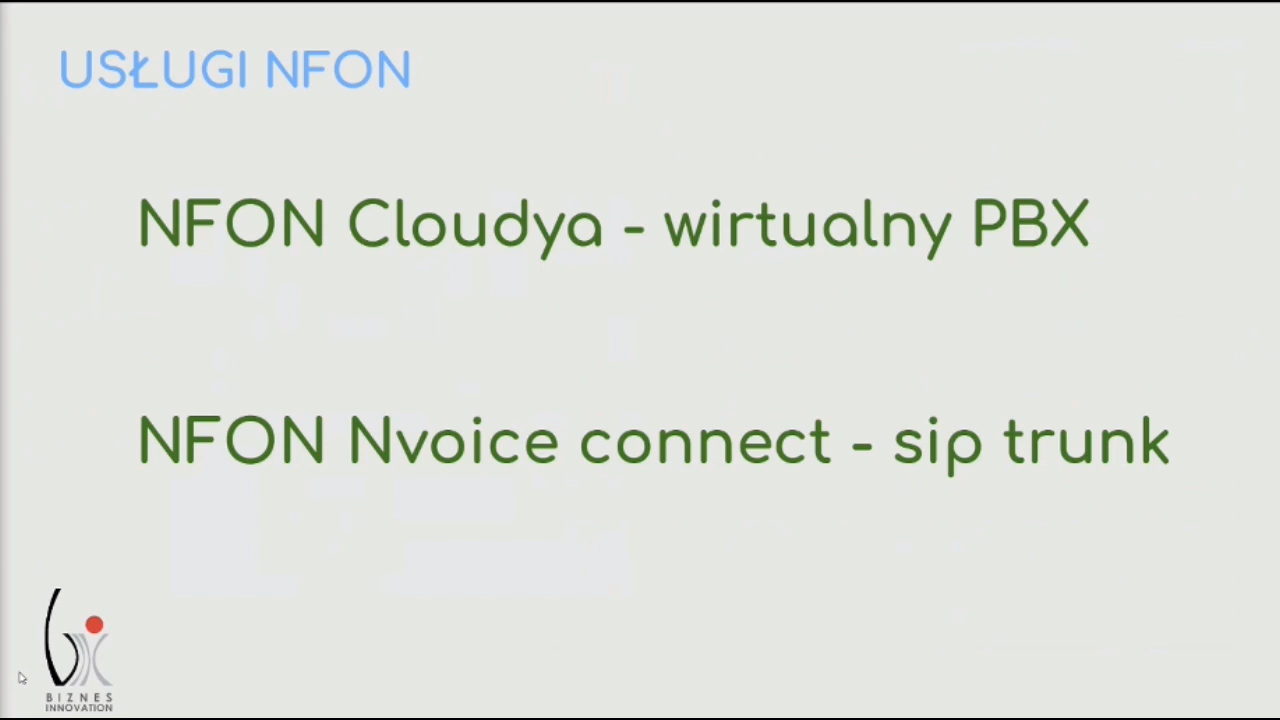 USŁUGI NFON
NFON Cloudya - wirtualny PBX
NFON Nvoice connect - sip trunk
BIZNES
INNOVATION